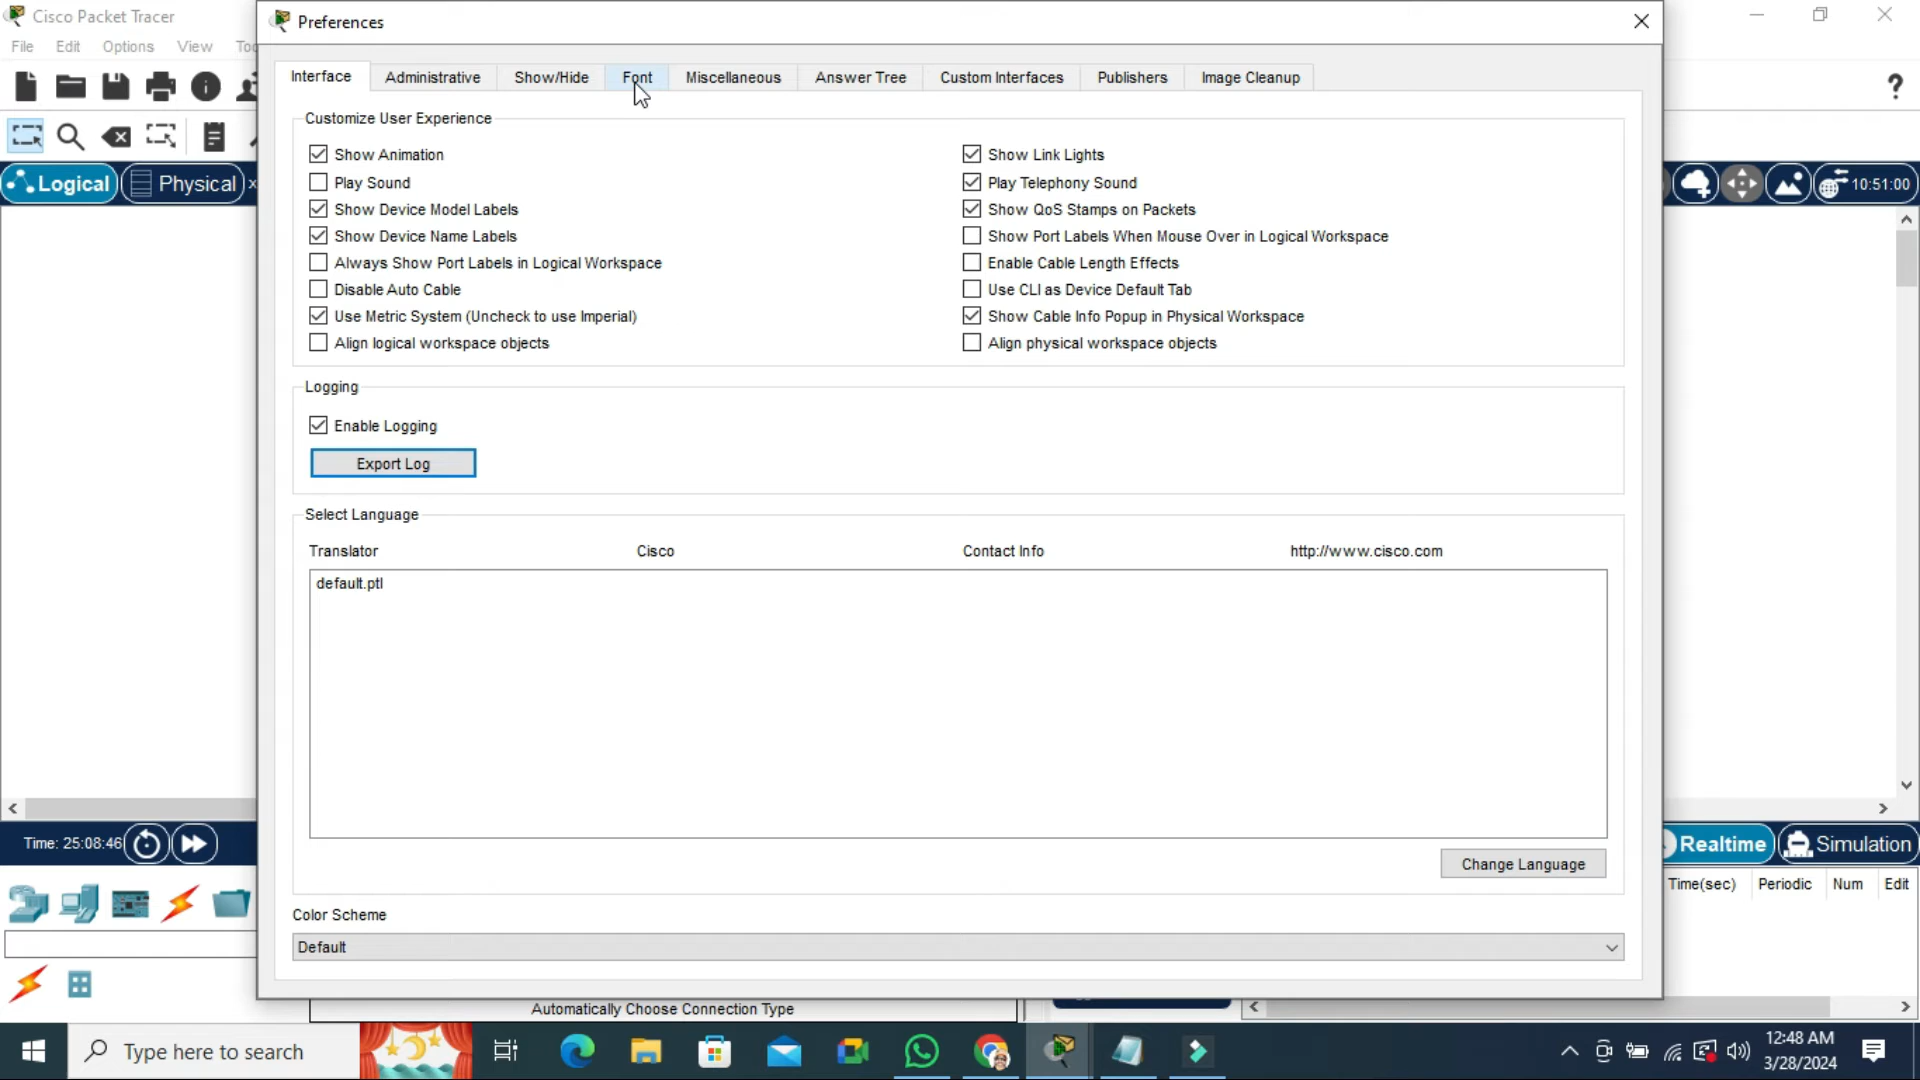 Cisco Packet Tracer
Preferences
File Edit Options View
Interface Administrative Show/Hide Font Miscellaneous Answer Tree Custom Interfaces Publishers Image Cleanup
Customize User Experience
Show Animation Show Link Lights
Play Sound Play Telephony Sound
Logical Physical 10:51:00
Show Device Model Labels Show QoS Stamps on Packets
Show Device Name Labels Show Port Labels When Mouse Over in Logical Workspace
Always Show Port Labels in Logical Workspace Enable Cable Length Effects
Disable Auto Cable Use CLI as Device Default Tab
Use Metric System (Uncheck to use Imperial) Show Cable Info Popup in Physical Workspace
Align logical workspace objects Align physical workspace objects
Logging
Enable Logging
Export Log
Select Language
Translator Cisco Contact Info http://www.cisco.com
default.ptl
Time: 25:08:46 Realtime Simulation
Change Language
Time(sec) Periodic Num Edit
Color Scheme
Default
Automatically Choose Connection Type
Type here to search
12:48 AM
3/28/2024